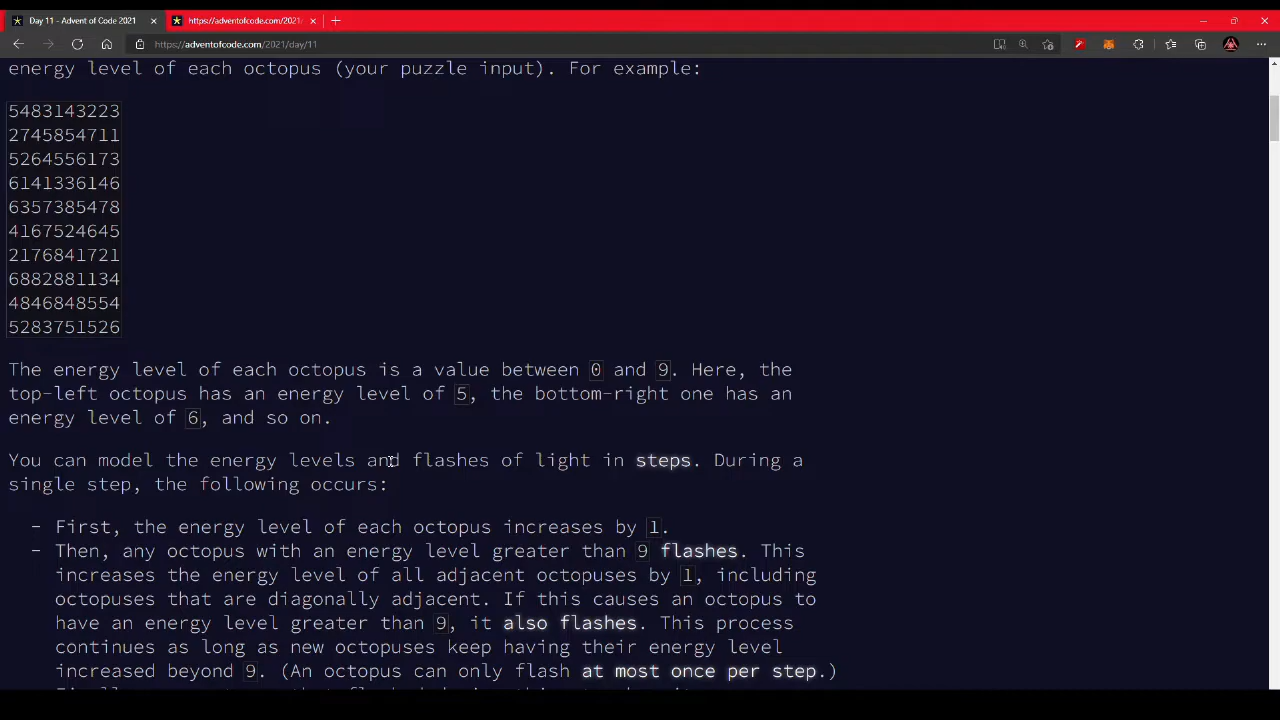 Day 11 - Advent of Code 2021
https://adventofcode.com/2021/
https://adventofcode.com/2021/day/11
energy level of each octopus (your puzzle input). For example:
5483143223
2745854711
5264556173
6141336146
6357385478
4167524645
2176841721
6882881134
4846848554
5283751526
The energy level of each octopus is a value between 0 and 9. Here, the
top-left octopus has an energy level of 5, the bottom-right one has an
energy level of 6, and so on.
You can model the energy levels and flashes of light in steps. During a
single step, the following occurs:
- First, the energy level of each octopus increases by 1.
- Then, any octopus with an energy level greater than 9 flashes. This
increases the energy level of all adjacent octopuses by 1, including
octopuses that are diagonally adjacent. If this causes an octopus to
have an energy level greater than 9, it also flashes. This process
continues as long as new octopuses keep having their energy level
increased beyond 9. (An octopus can only flash at most once per step.)